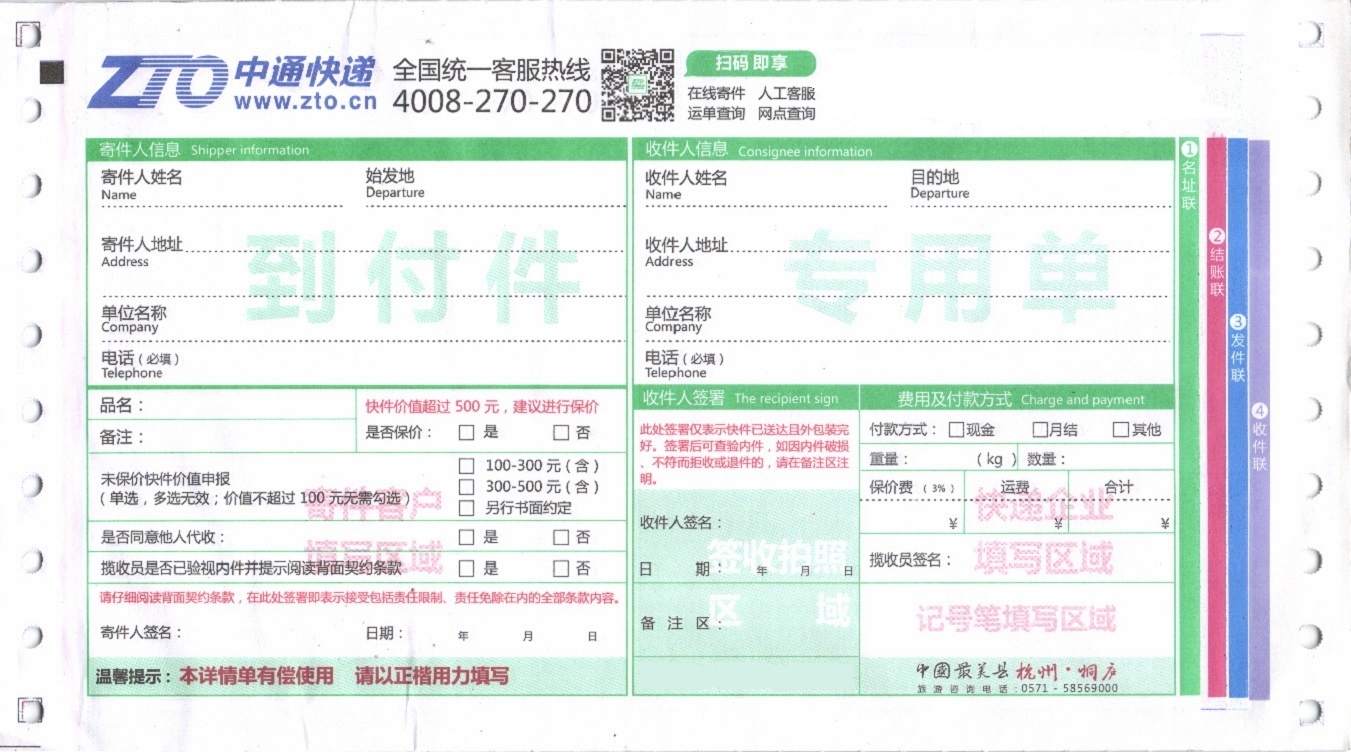 ZTO 中通快递
www.zto.cn
全国统一客服热线
4008-270-270
扫码即享
在线寄件 人工客服
运单查询 网点查询
寄件人信息 Shipper information
寄件人姓名 始发地
Name Departure
寄件人地址
Address
到付件
单位名称
Company
电话（必填）
Telephone
收件人信息 Consignee information
收件人姓名 目的地
Name Departure
收件人地址
Address
专用单
单位名称
Company
电话（必填）
Telephone
品名：
备注：
快件价值超过 500 元，建议进行保价
是否保价： 是 否
未保价快件价值申报
（单选，多选无效；价值不超过 100 元无需勾选）
100-300 元（含）
300-500 元（含）
另行书面约定
寄件客户
填写区域
是否同意他人代收： 是 否
揽收员是否已验视内件并提示阅读背面契约条款 是 否
请仔细阅读背面契约条款，在此处签署即表示接受包括责任限制、责任免除在内的全部条款内容。
寄件人签名： 日期： 年 月 日
温馨提示：本详情单有偿使用 请以正楷用力填写
收件人签署 The recipient sign
此处签署仅表示快件已送达且外包装完
好。签署后可查验内件，如因内件破损
、不符而拒收或退件的，请在备注区注
明。
收件人签名：
签收拍照
日 期： 年 月 日
区 域
备 注 区：
费用及付款方式 Charge and payment
付款方式： 现金 月结 其他
重量： （kg） 数量：
保价费（3%） 运费 合计
¥ ¥ ¥
快递企业
揽收员签名：
填写区域
记号笔填写区域
中国最美县 杭州·桐庐
旅游咨询电话：0571 - 58569000
①名址联
②结账联
③发件联
④收件联